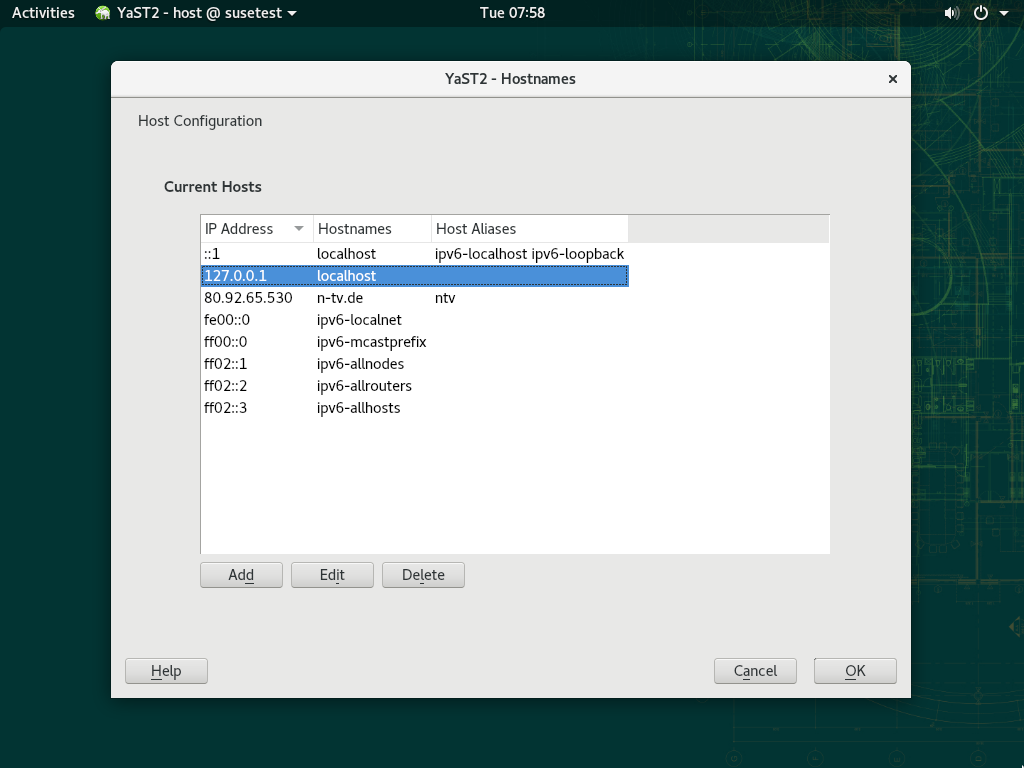 Activities YaST2 - host @ susetest Tue 07:58
YaST2 - Hostnames
Host Configuration
Current Hosts
IP Address Hostnames Host Aliases
::1 localhost ipv6-localhost ipv6-loopback
127.0.0.1 localhost
80.92.65.530 n-tv.de ntv
fe00::0 ipv6-localnet
ff00::0 ipv6-mcastprefix
ff02::1 ipv6-allnodes
ff02::2 ipv6-allrouters
ff02::3 ipv6-allhosts
Add Edit Delete
Help Cancel OK